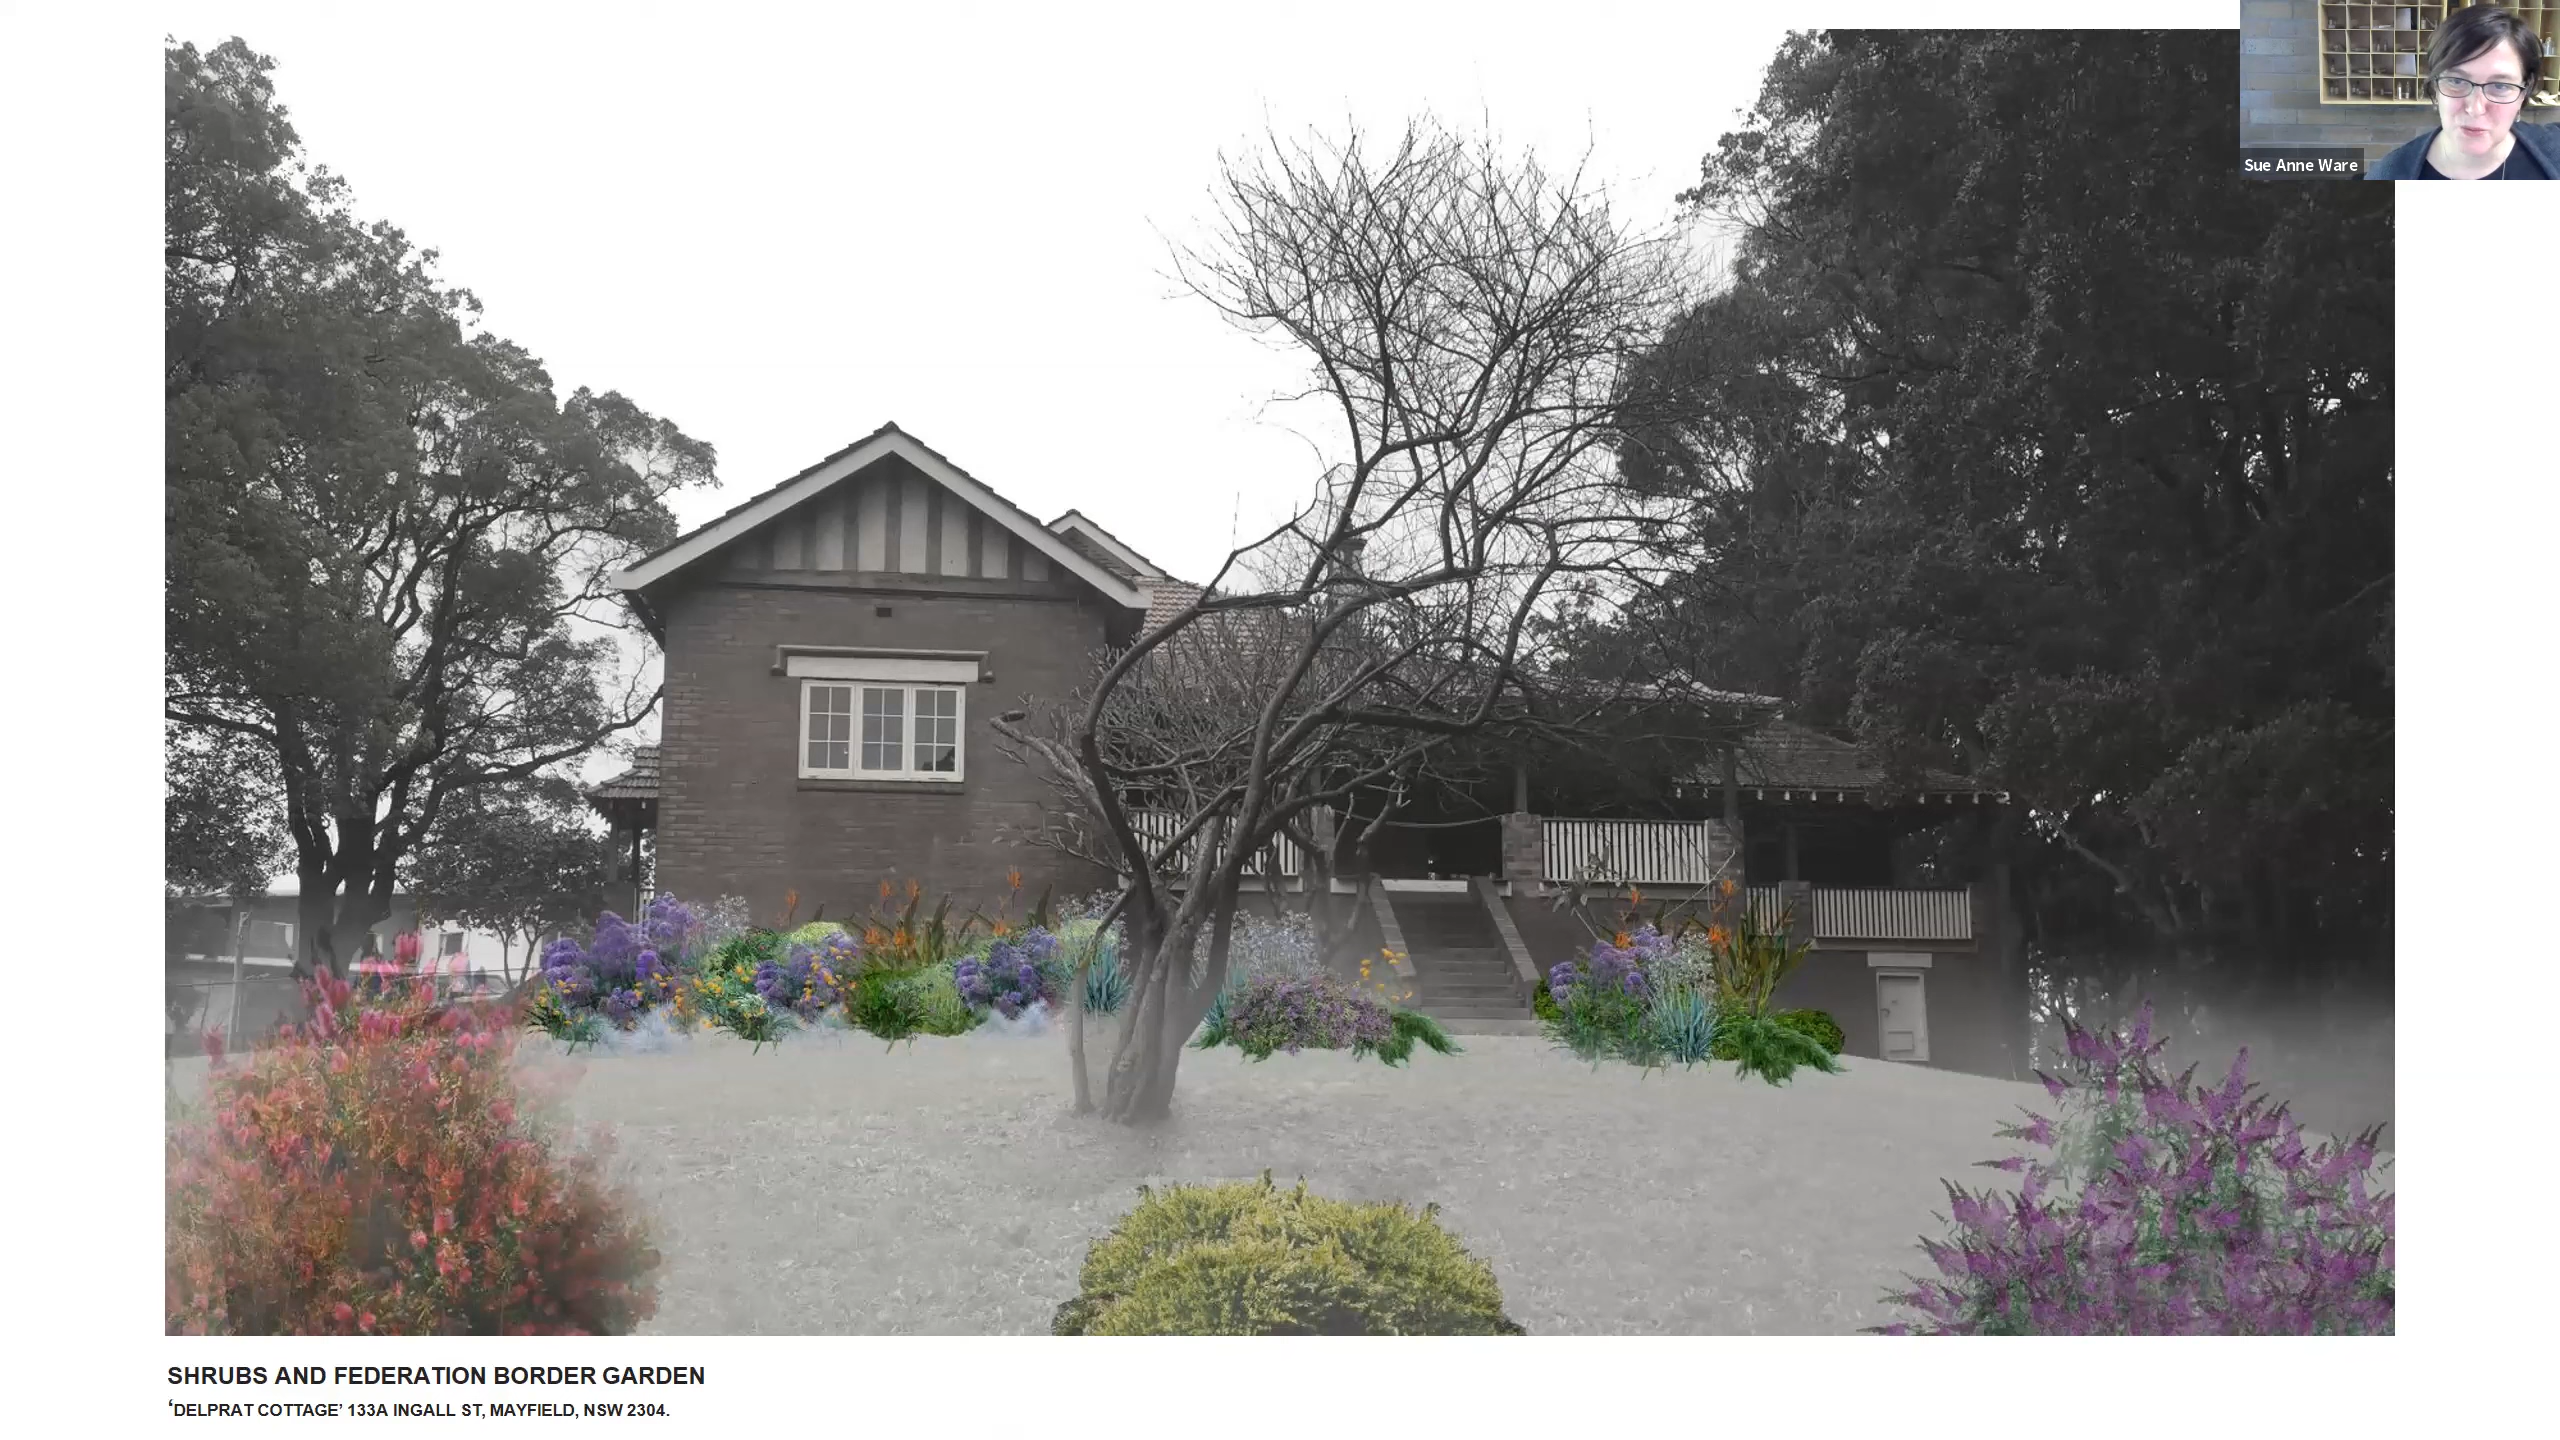 Sue Anne Ware
SHRUBS AND FEDERATION BORDER GARDEN
‘DELPRAT COTTAGE’ 133A INGALL ST, MAYFIELD, NSW 2304.